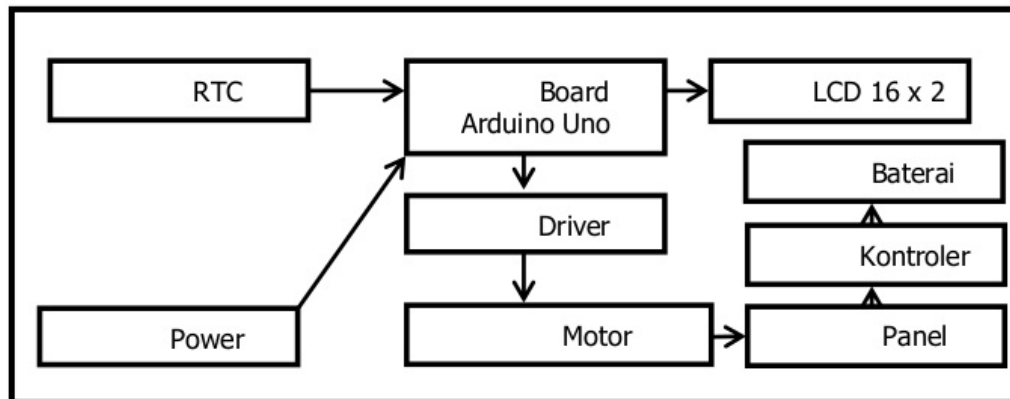 RTC
Board
Arduino Uno
LCD 16 x 2
Baterai
Driver
Kontroler
Power
Motor
Panel